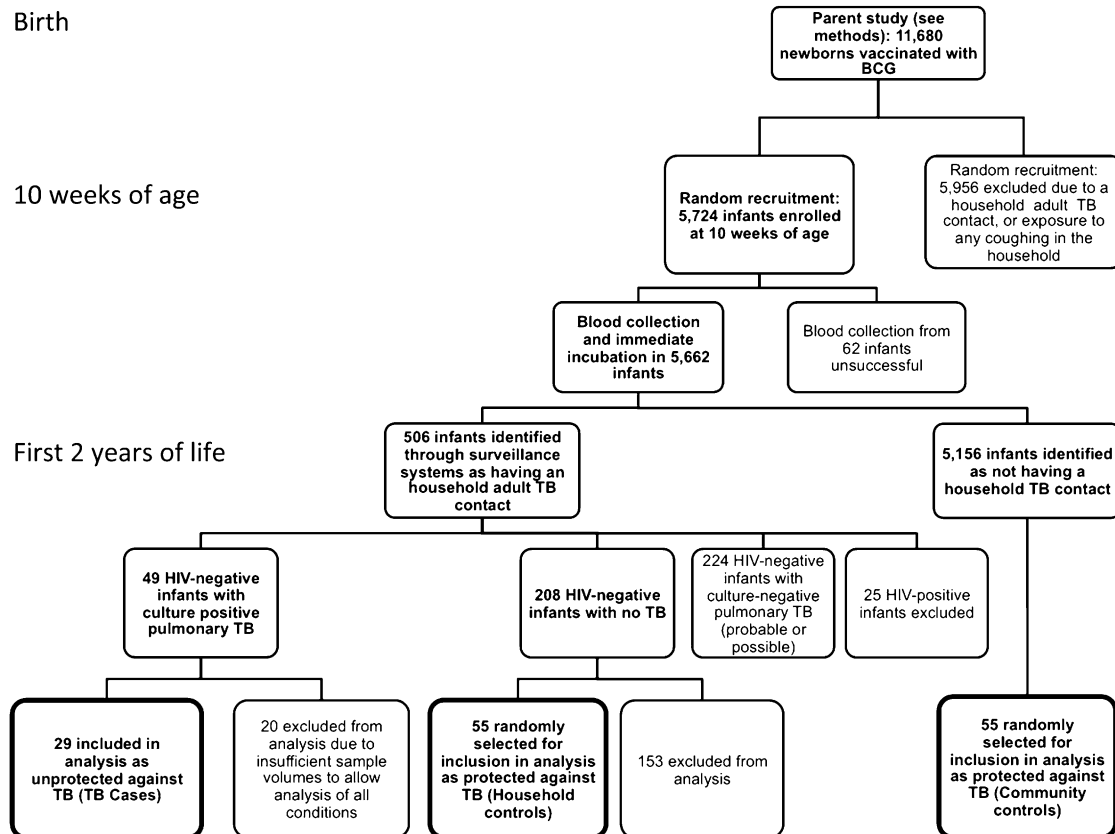 Birth
Parent study (see
methods): 11,680
newborns vaccinated with
BCG
10 weeks of age
Random recruitment:
5,724 infants enrolled
at 10 weeks of age
Random recruitment:
5,956 excluded due to a
household adult TB
contact, or exposure to
any coughing in the
household
Blood collection
and immediate
incubation in 5,662
infants
Blood collection from
62 infants
unsuccessful
First 2 years of life
506 infants identified
through surveillance
systems as having an
household adult TB
contact
5,156 infants identified
as not having a
household TB contact
49 HIV-negative
infants with
culture positive
pulmonary TB
208 HIV-negative
infants with no TB
224 HIV-negative
infants with
culture-negative
pulmonary TB
(probable or
possible)
25 HIV-positive
infants excluded
29 included in
analysis as
unprotected against
TB (TB Cases)
20 excluded from
analysis due to
insufficient sample
volumes to allow
analysis of all
conditions
55 randomly
selected for
inclusion in analysis
as protected against
TB (Household
controls)
153 excluded from
analysis
55 randomly
selected for
inclusion in analysis
as protected against
TB (Community
controls)